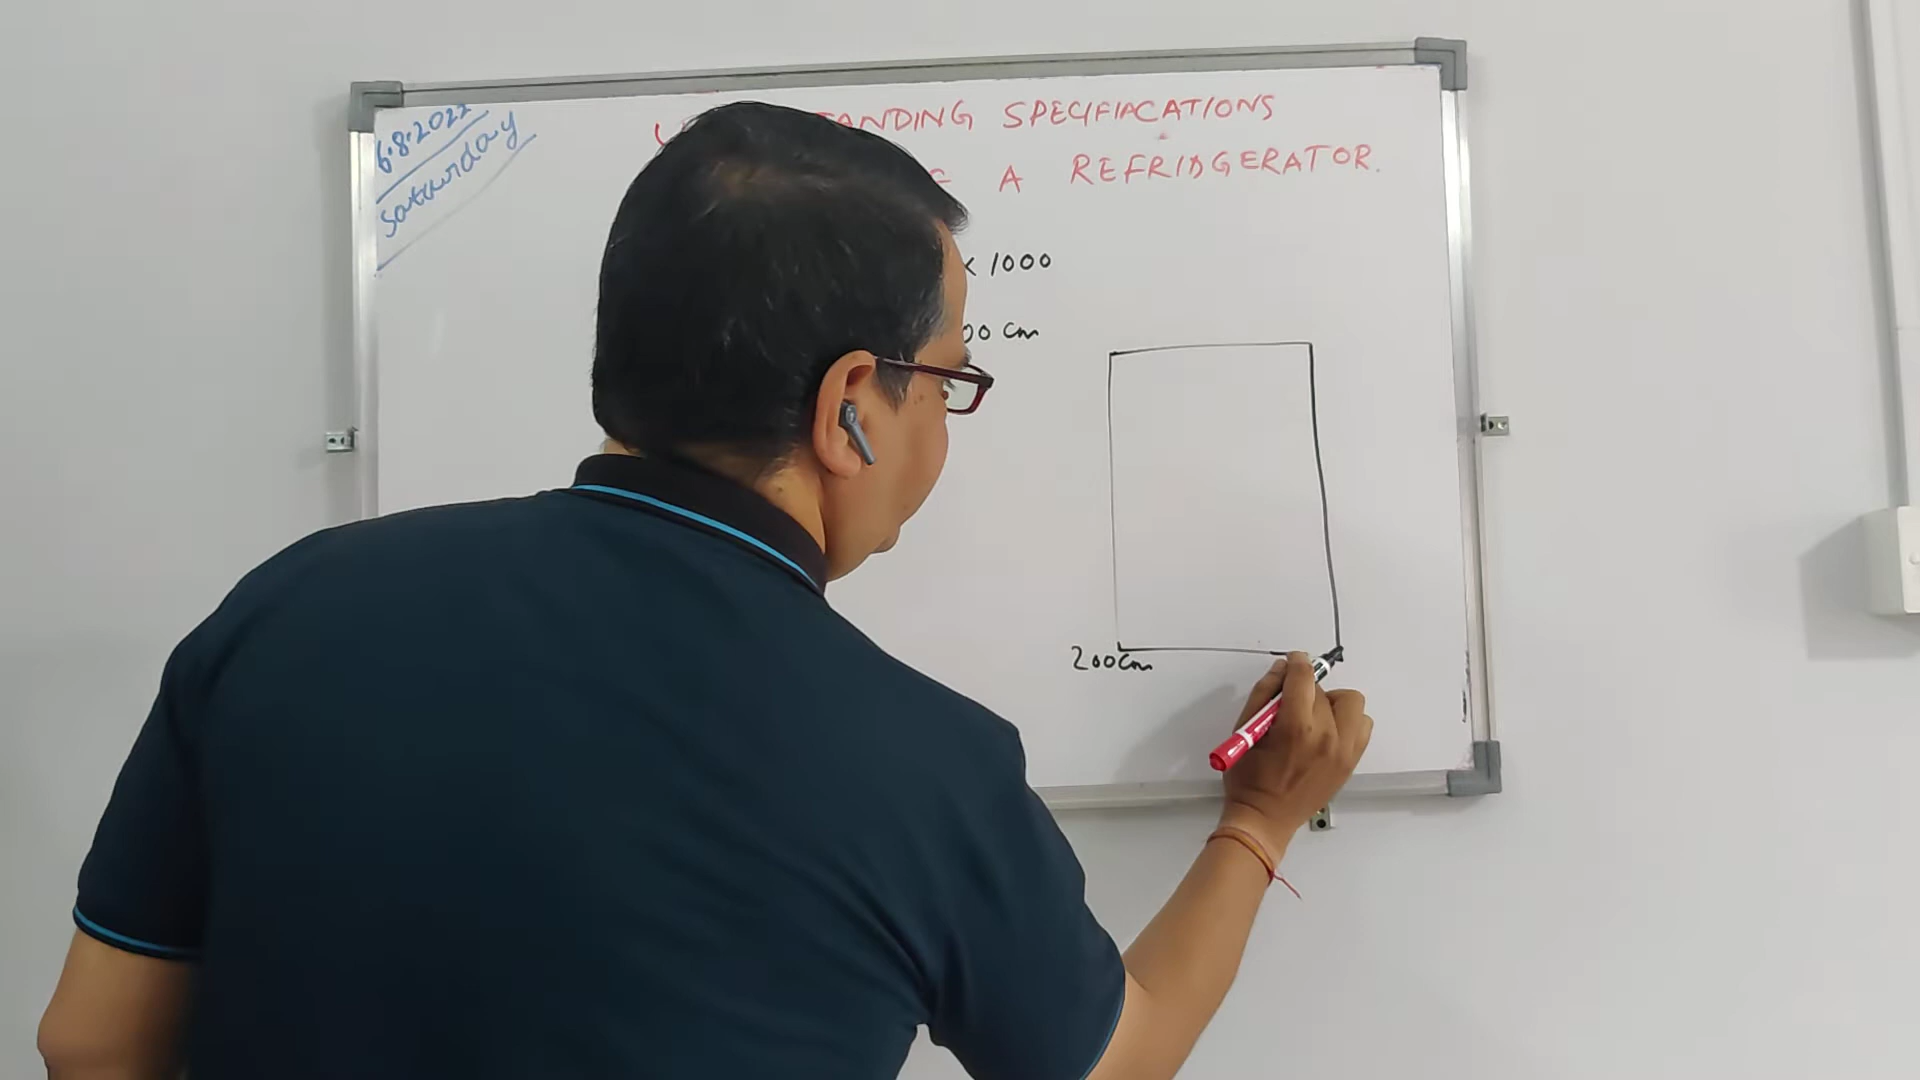 6.8.2022
Saturday
TANDING SPECIFIACATIONS
A REFRIDGERATOR.
x 1000
00 cm
200cm